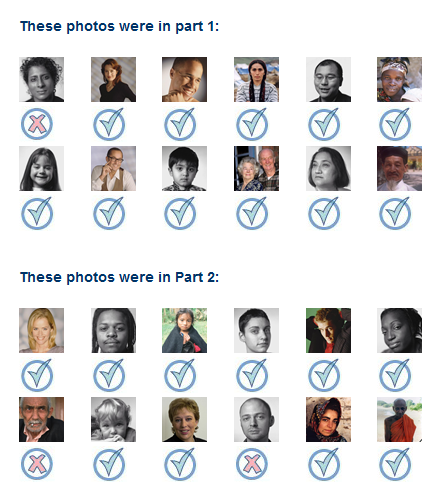 These photos were in part 1:
These photos were in Part 2: